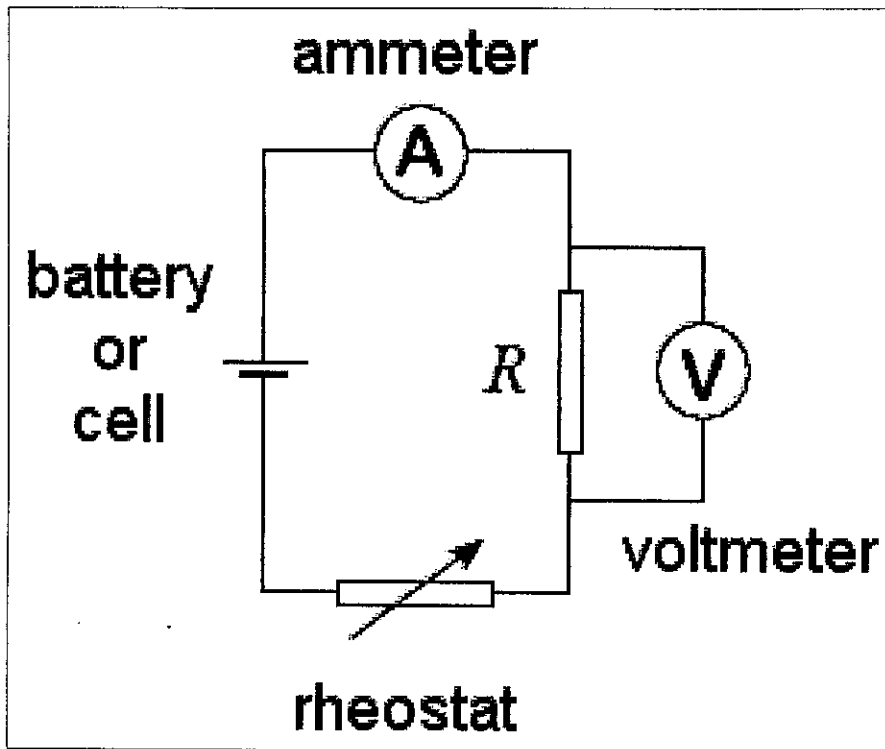 ammeter
A
battery
or
cell
R
V
voltmeter
rheostat